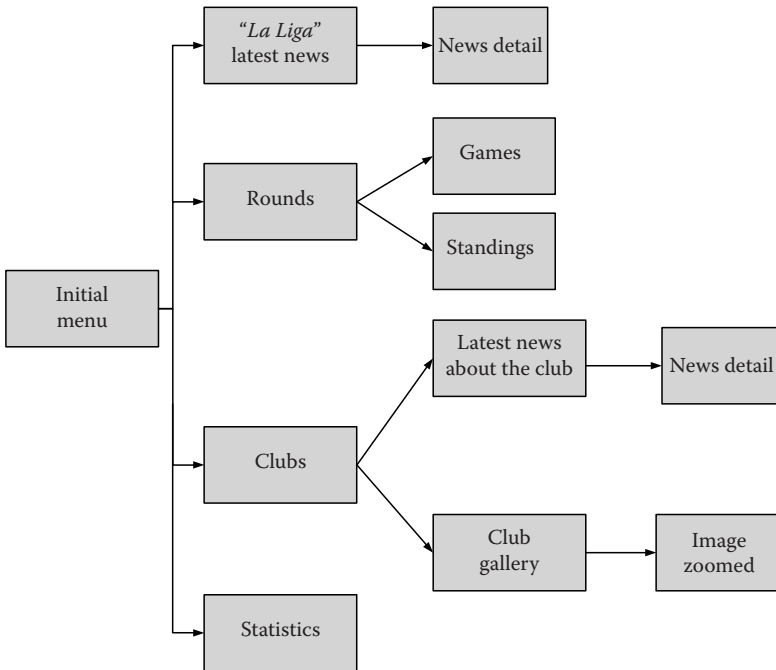 “La Liga”
latest news
News detail
Games
Rounds
Standings
Initial
menu
Latest news
about the club
News detail
Clubs
Club
gallery
Image
zoomed
Statistics